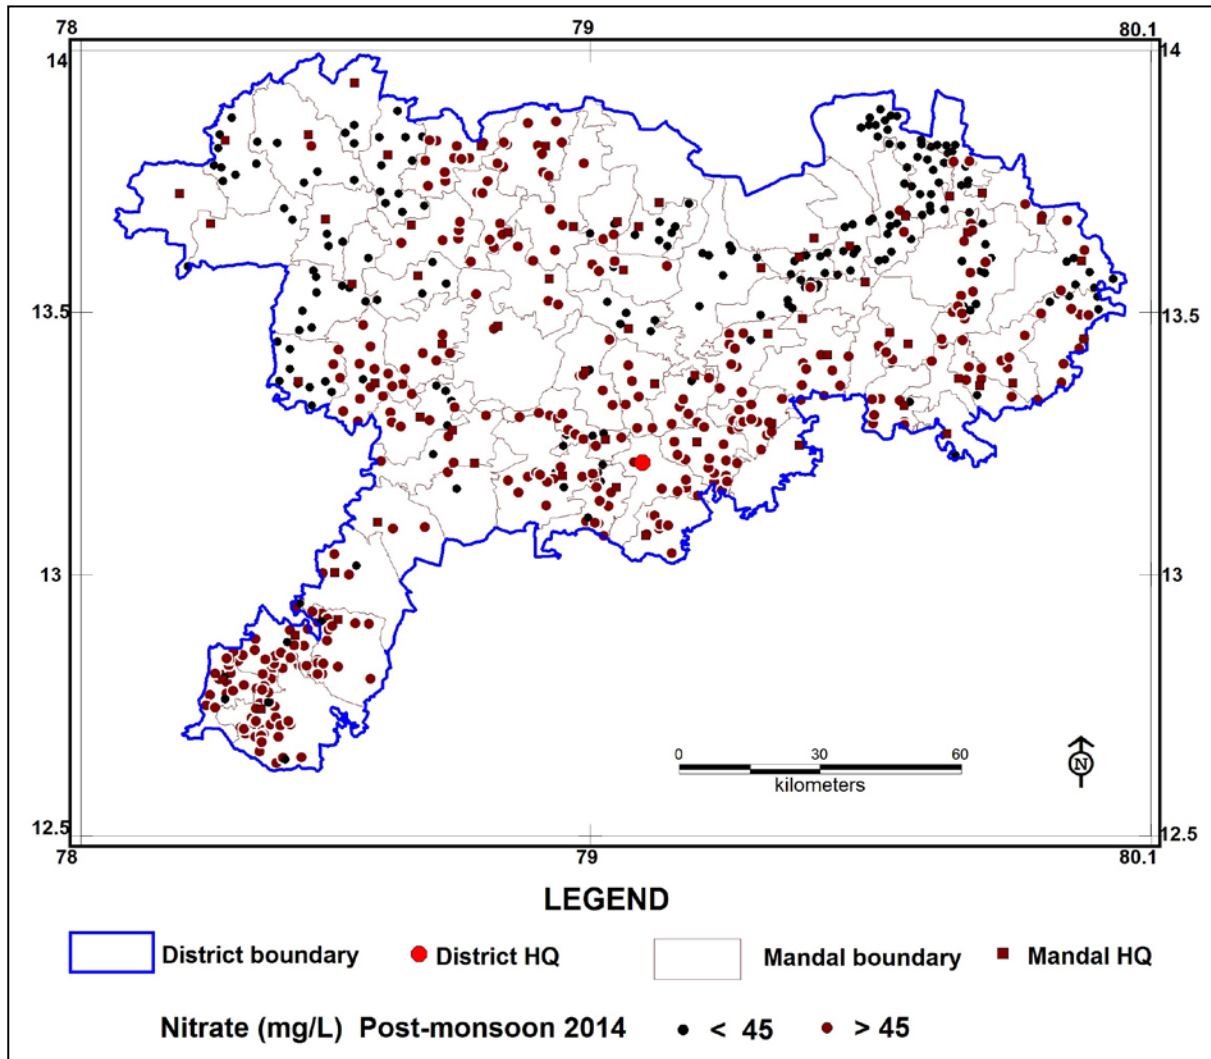 78 79 80.1
14 14
13.5 13.5
13 13
0 30 60
kilometers
N
12.5 12.5
78 79 80.1
LEGEND
District boundary District HQ Mandal boundary Mandal HQ
Nitrate (mg/L) Post-monsoon 2014 < 45 > 45